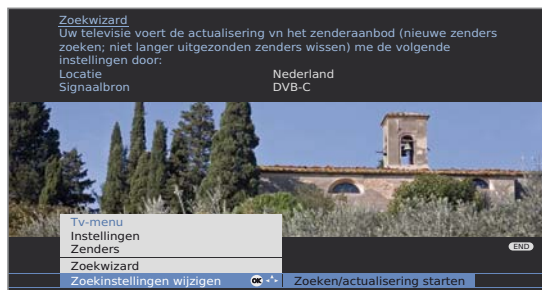 Zoekwizard
Uw televisie voert de actualisering vn het zenderaanbod (nieuwe zenders
zoeken; niet langer uitgezonden zenders wissen) me de volgende
instellingen door:
Locatie Nederland
Signaalbron DVB-C
Tv-menu
Instellingen
Zenders
END
Zoekwizard
Zoekinstellingen wijzigen OK Zoeken/actualisering starten